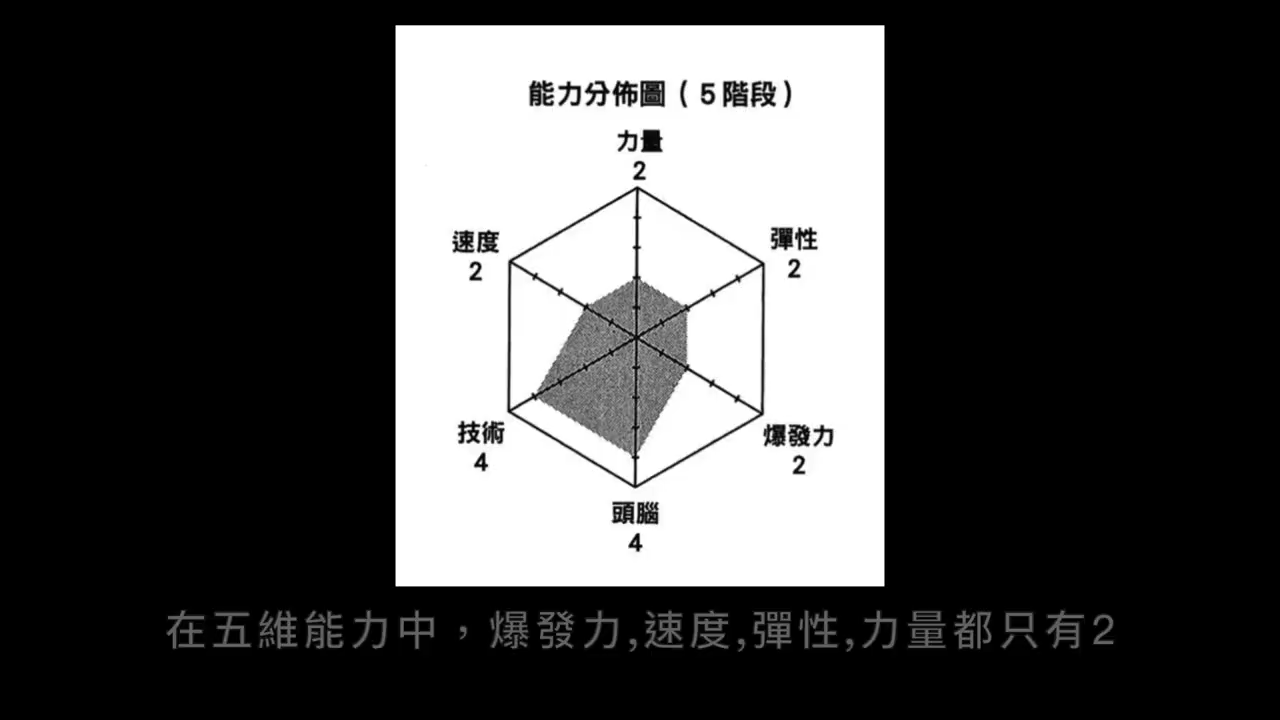 能力分佈圖(5階段)
力量
2
速度
2
彈性
2
技術
4
爆發力
2
頭腦
4
在五維能力中,爆發力,速度,彈性,力量都只有2